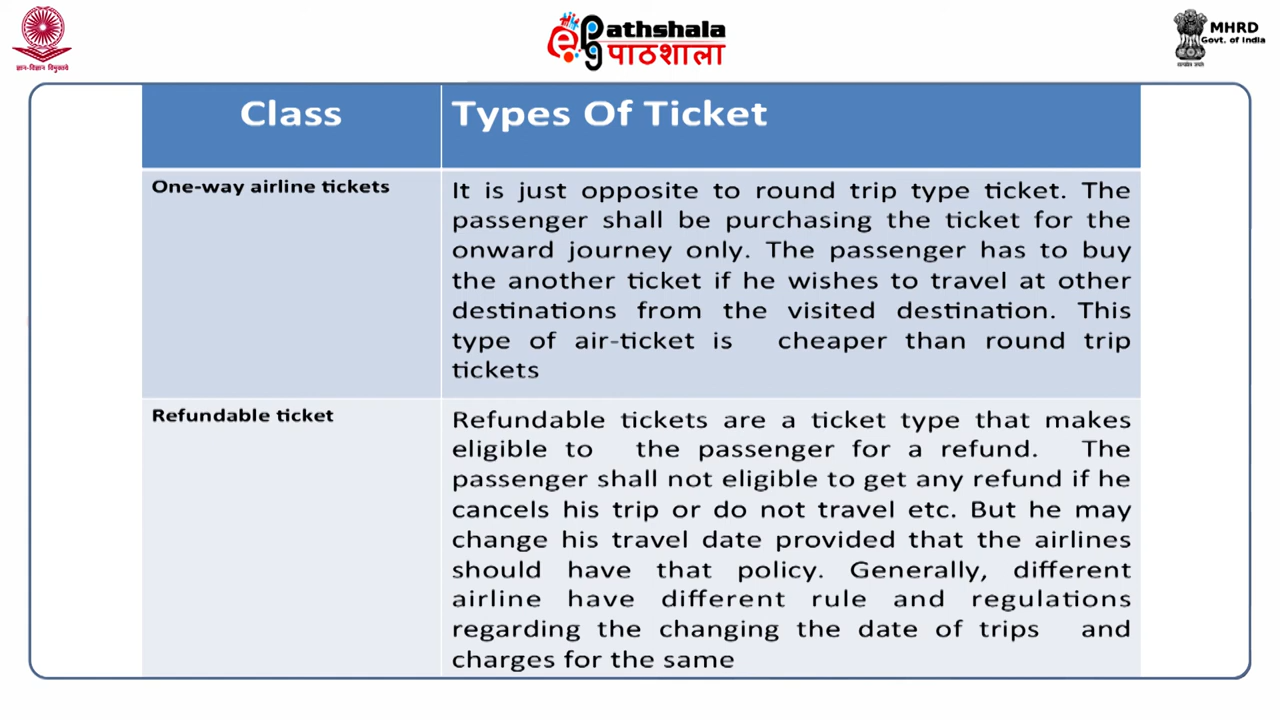 ज्ञान-विज्ञान विमुक्तये
Pathshala
पाठशाला
MHRD
Govt. of India
Class
Types Of Ticket
One-way airline tickets
It is just opposite to round trip type ticket. The
passenger shall be purchasing the ticket for the
onward journey only. The passenger has to buy
the another ticket if he wishes to travel at other
destinations from the visited destination. This
type of air-ticket is cheaper than round trip
tickets
Refundable ticket
Refundable tickets are a ticket type that makes
eligible to the passenger for a refund. The
passenger shall not eligible to get any refund if he
cancels his trip or do not travel etc. But he may
change his travel date provided that the airlines
should have that policy. Generally, different
airline have different rule and regulations
regarding the changing the date of trips and
charges for the same